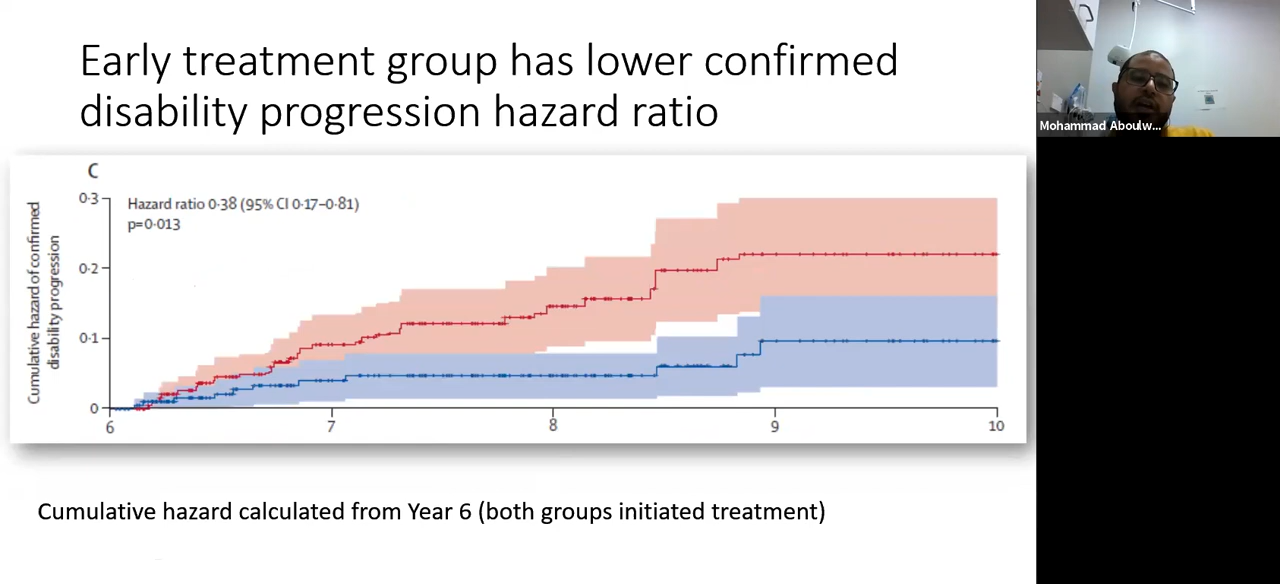 Early treatment group has lower confirmed
disability progression hazard ratio
C
Hazard ratio 0·38 (95% CI 0·17–0·81)
p=0·013
Cumulative hazard of confirmed
disability progression
0·3
0·2
0·1
0
6 7 8 9 10
Cumulative hazard calculated from Year 6 (both groups initiated treatment)
Mohammad Aboulw...